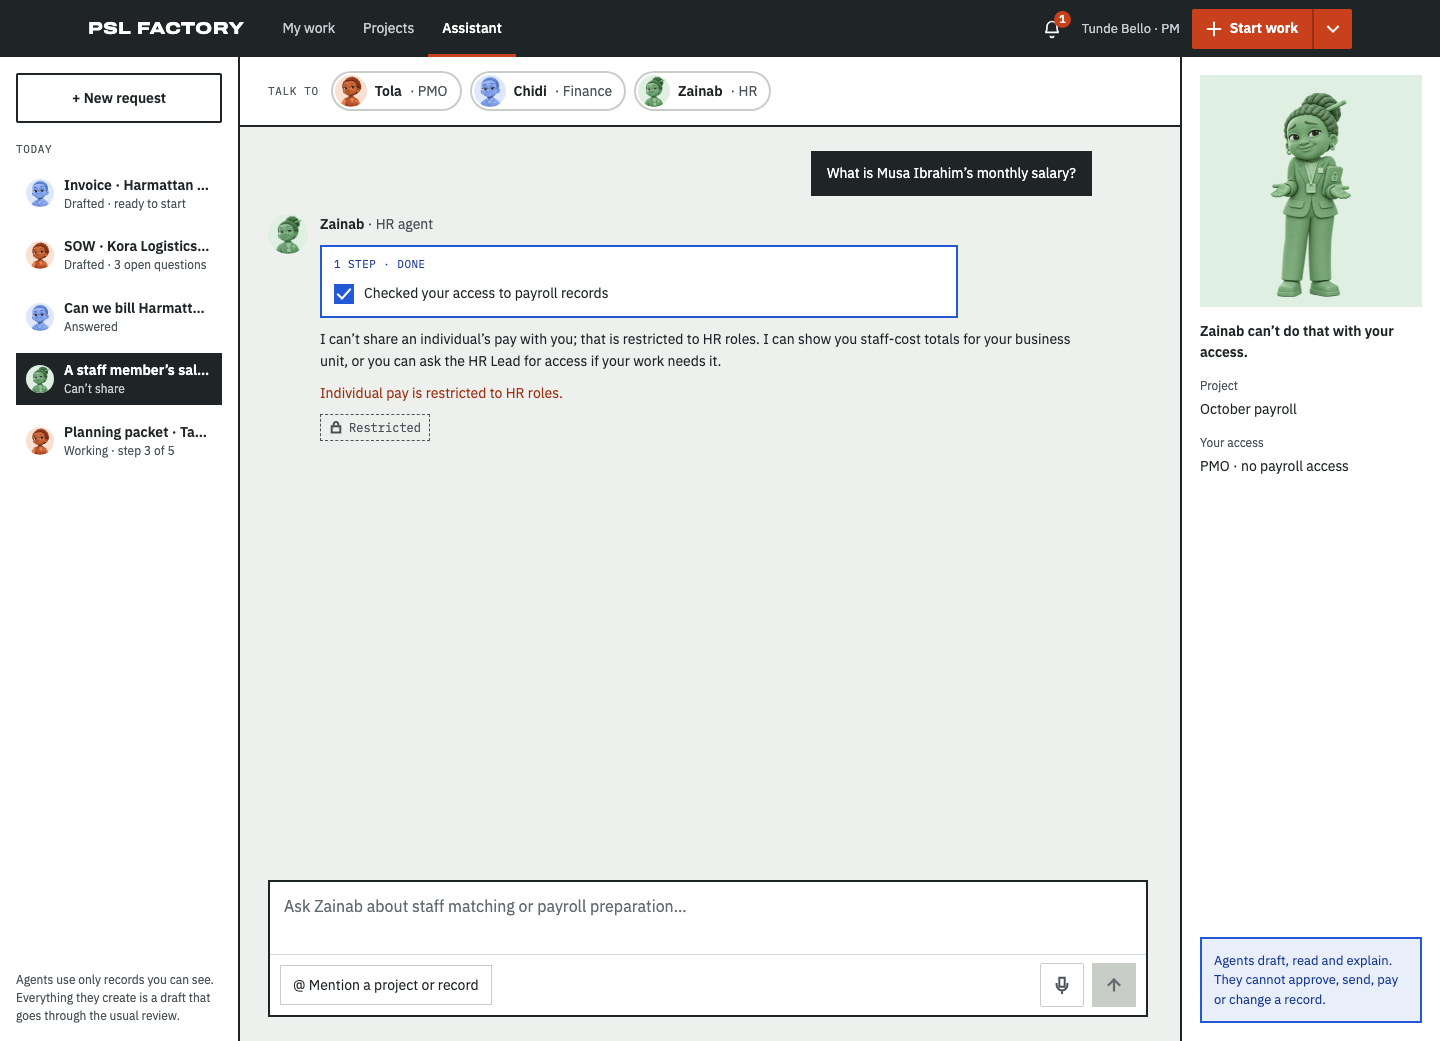 PSL FACTORY
My work
Projects
Assistant
1
Tunde Bello · PM
Start work
+ New request
TODAY
Invoice · Harmattan ...
Drafted · ready to start
SOW · Kora Logistics...
Drafted · 3 open questions
Can we bill Harmatt...
Answered
A staff member’s sal...
Can’t share
Planning packet · Ta...
Working · step 3 of 5
Agents use only records you can see.
Everything they create is a draft that
goes through the usual review.
TALK TO
Tola · PMO
Chidi · Finance
Zainab · HR
What is Musa Ibrahim’s monthly salary?
Zainab · HR agent
1 STEP · DONE
Checked your access to payroll records
I can’t share an individual’s pay with you; that is restricted to HR roles. I can show you staff-cost totals for your business
unit, or you can ask the HR Lead for access if your work needs it.
Individual pay is restricted to HR roles.
Restricted
Ask Zainab about staff matching or payroll preparation...
@ Mention a project or record
Zainab can’t do that with your
access.
Project
October payroll
Your access
PMO · no payroll access
Agents draft, read and explain.
They cannot approve, send, pay
or change a record.